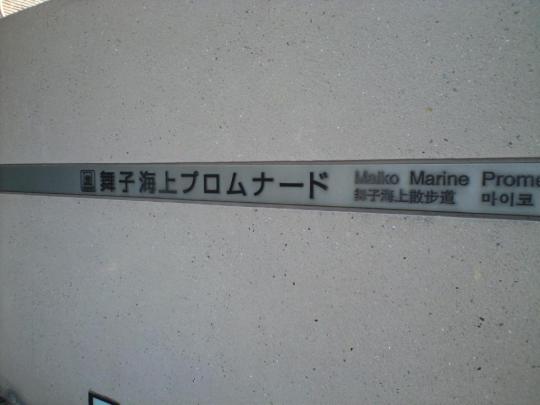 舞子海上プロムナード
Maiko Marine Prome
舞子海上散步道 마이코